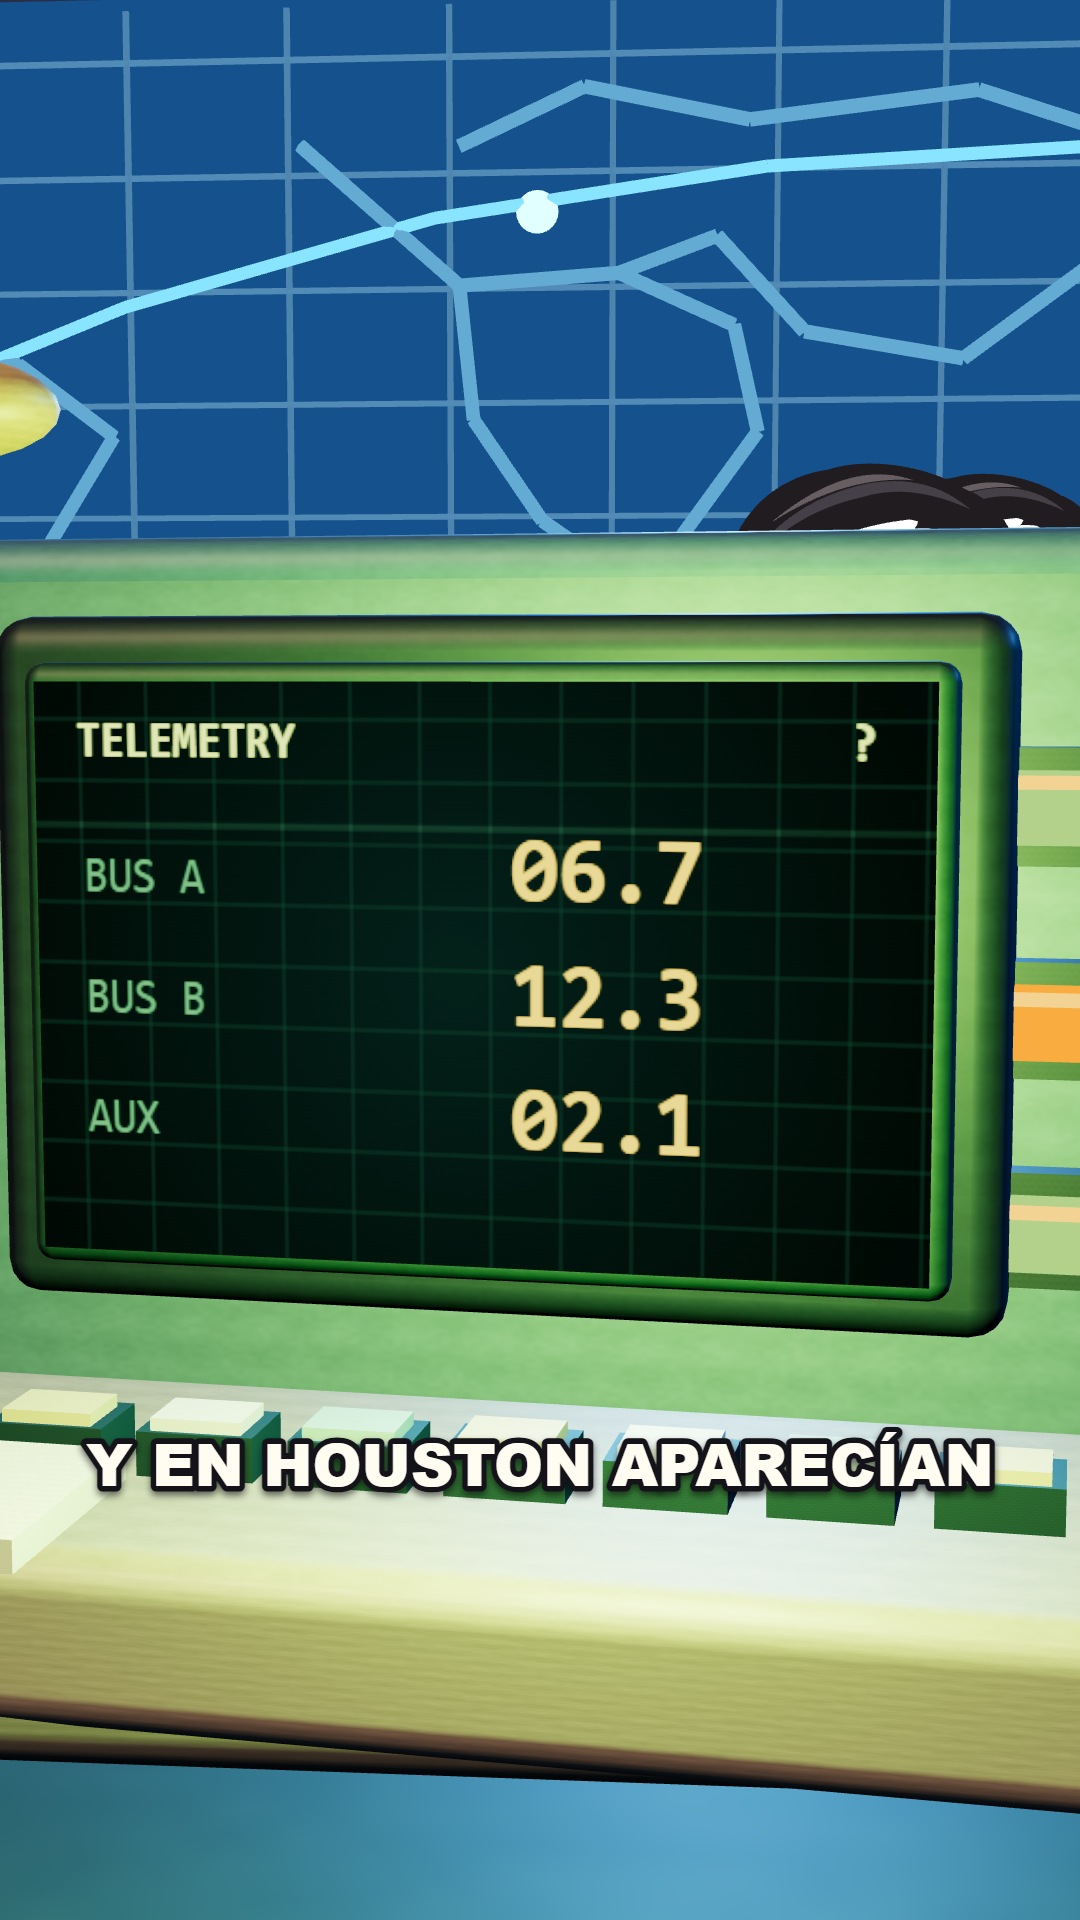 TELEMETRY ?
BUS A 06.7
BUS B 12.3
AUX 02.1
Y EN HOUSTON APARECÍAN